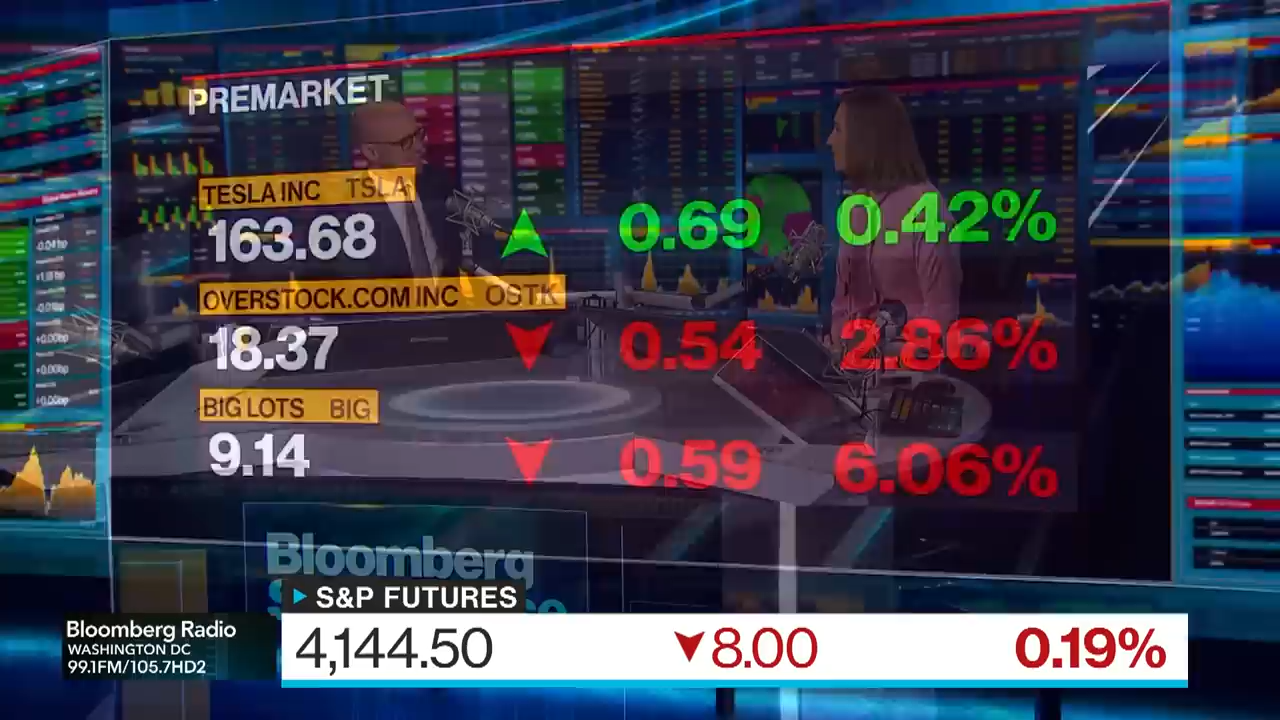 PREMARKET
TESLA INC TSLA
163.68 ▲ 0.69 0.42%
OVERSTOCK.COM INC OSTK
18.37 ▼ 0.54 2.86%
BIG LOTS BIG
9.14 ▼ 0.59 6.06%
Bloomberg
S&P FUTURES
Bloomberg Radio
WASHINGTON DC
99.1FM/105.7HD2
4,144.50 ▼8.00 0.19%